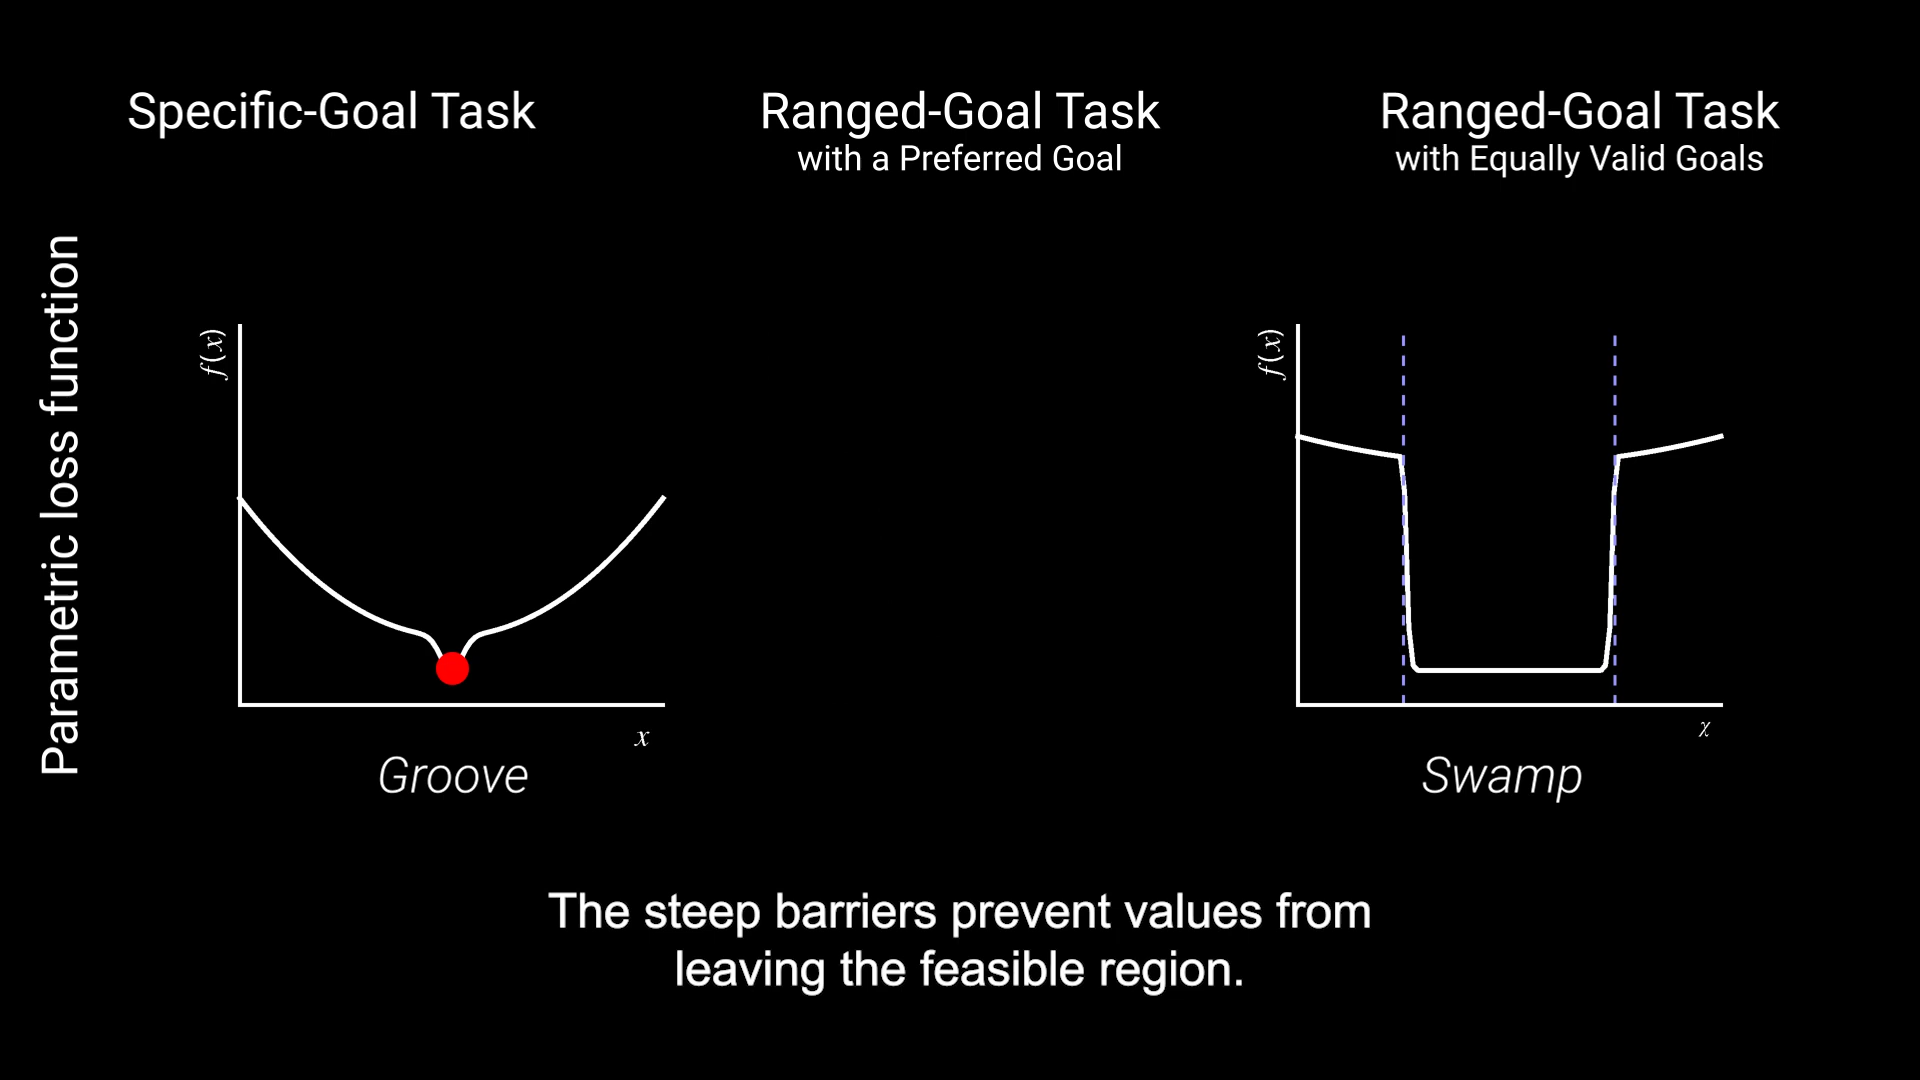 Specific-Goal Task
Ranged-Goal Task
with a Preferred Goal
Ranged-Goal Task
with Equally Valid Goals
Parametric loss function
f(x)
x
Groove
f(x)
χ
Swamp
The steep barriers prevent values from
leaving the feasible region.